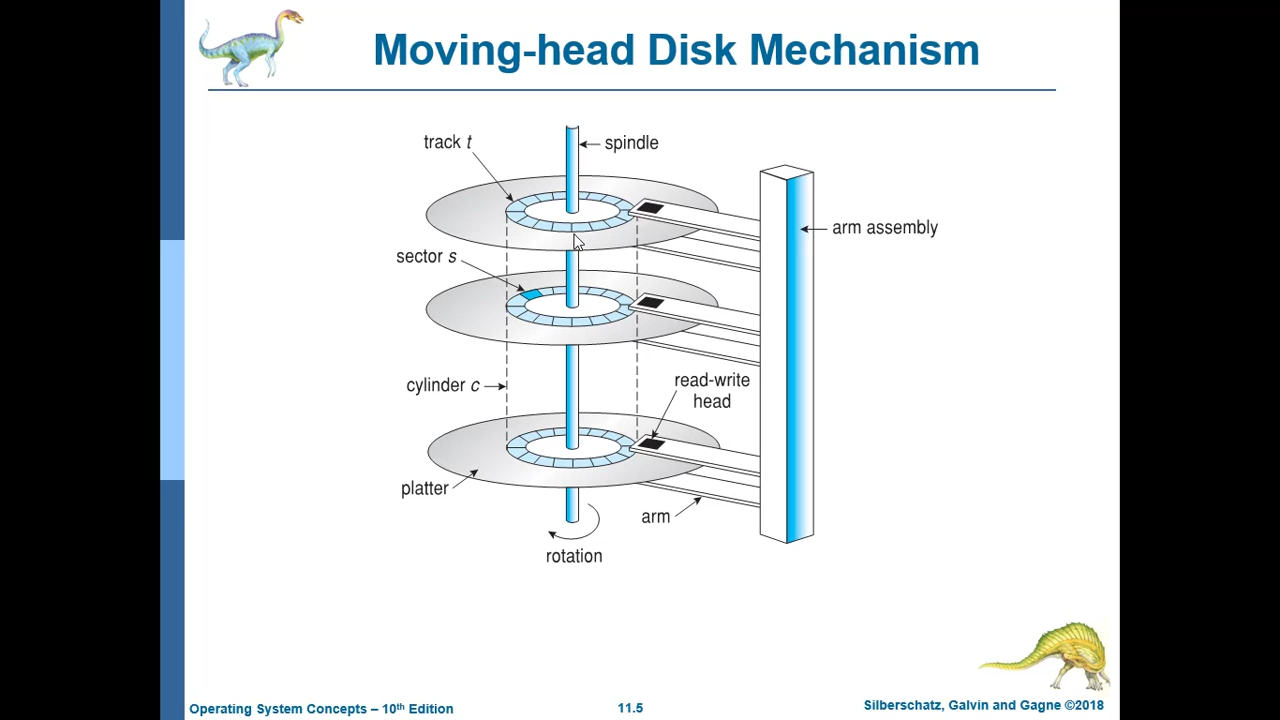 Moving-head Disk Mechanism
track t
spindle
arm assembly
sector s
cylinder c
read-write
head
platter
arm
rotation
Operating System Concepts – 10th Edition
11.5
Silberschatz, Galvin and Gagne ©2018